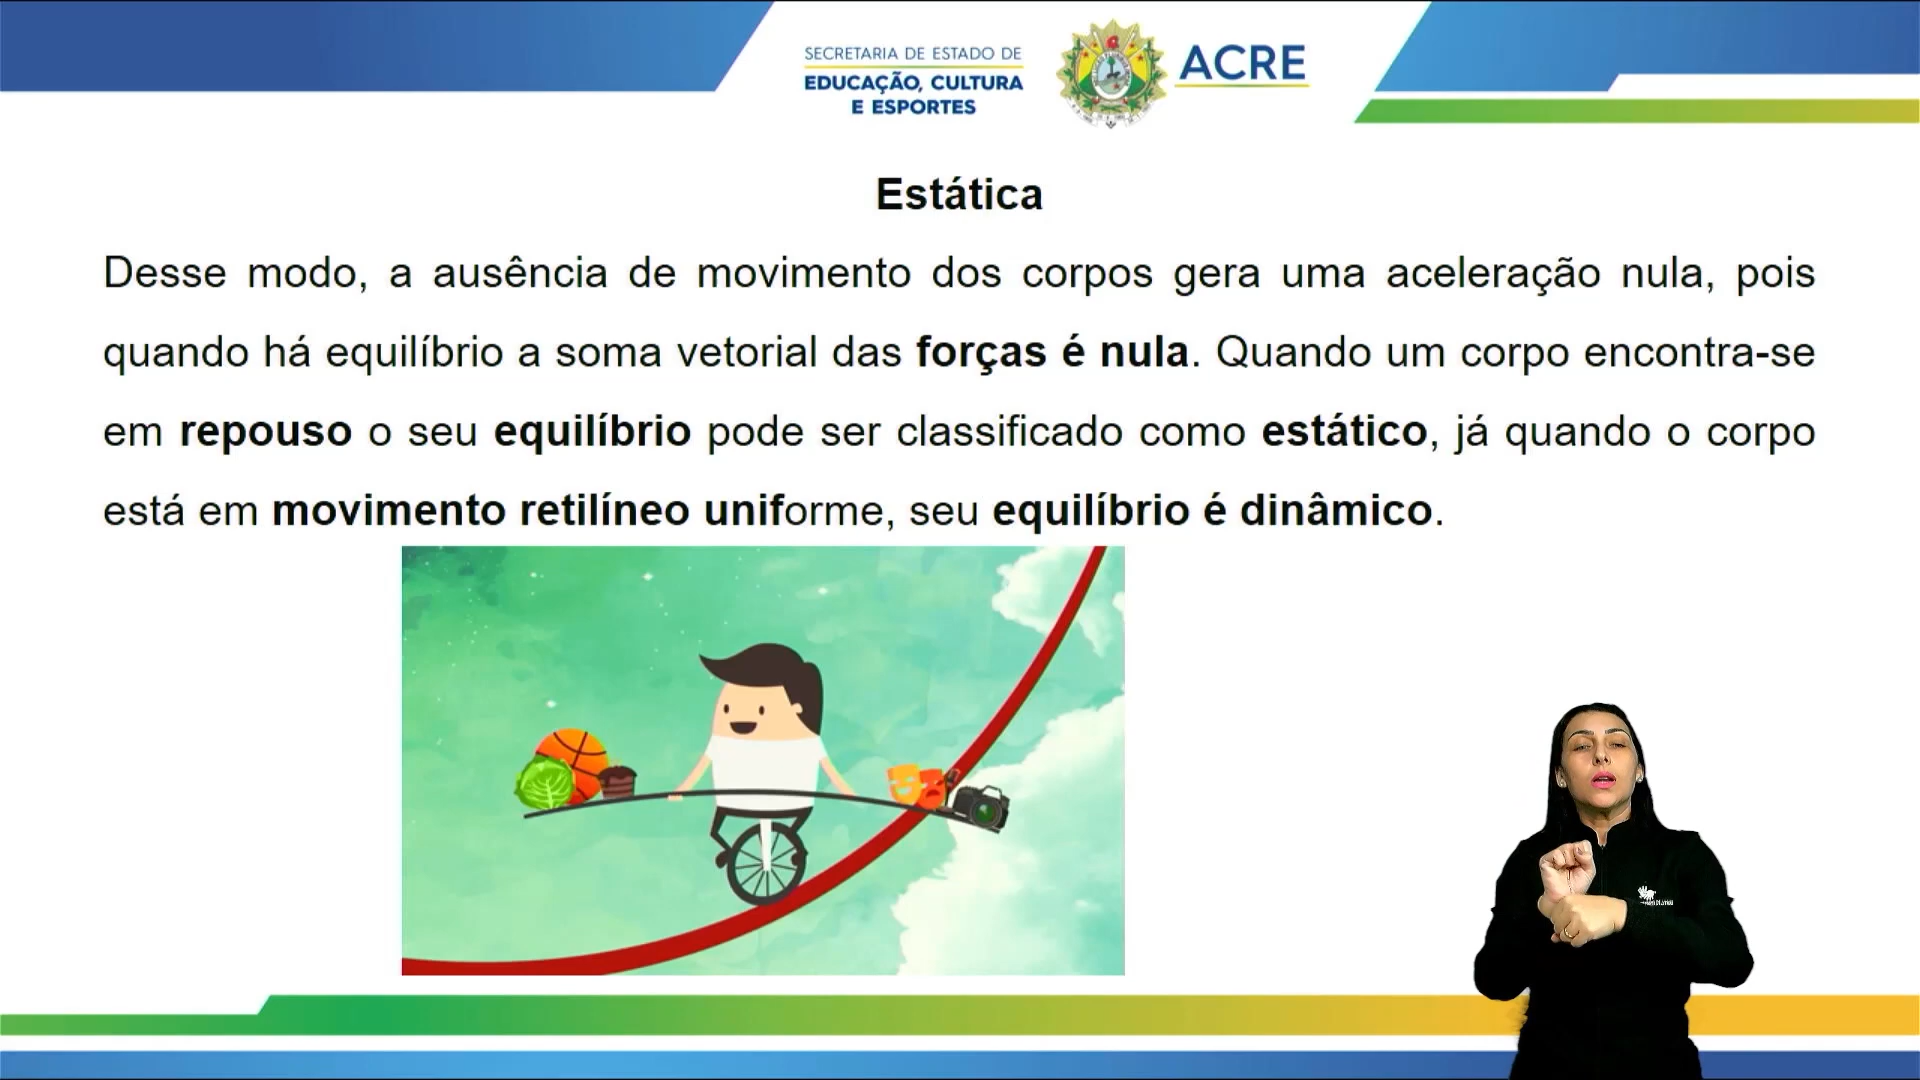 SECRETARIA DE ESTADO DE
EDUCAÇÃO, CULTURA
E ESPORTES
ACRE
Estática
Desse modo, a ausência de movimento dos corpos gera uma aceleração nula, pois
quando há equilíbrio a soma vetorial das forças é nula. Quando um corpo encontra-se
em repouso o seu equilíbrio pode ser classificado como estático, já quando o corpo
está em movimento retilíneo uniforme, seu equilíbrio é dinâmico.